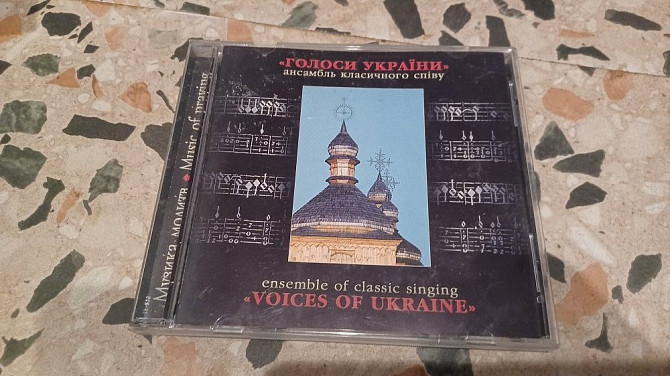 «ГОЛОСИ УКРАЇНИ»
ансамбль класичного співу
ensemble of classic singing
«VOICES OF UKRAINE»
Музика молитв ♦ Music of praying